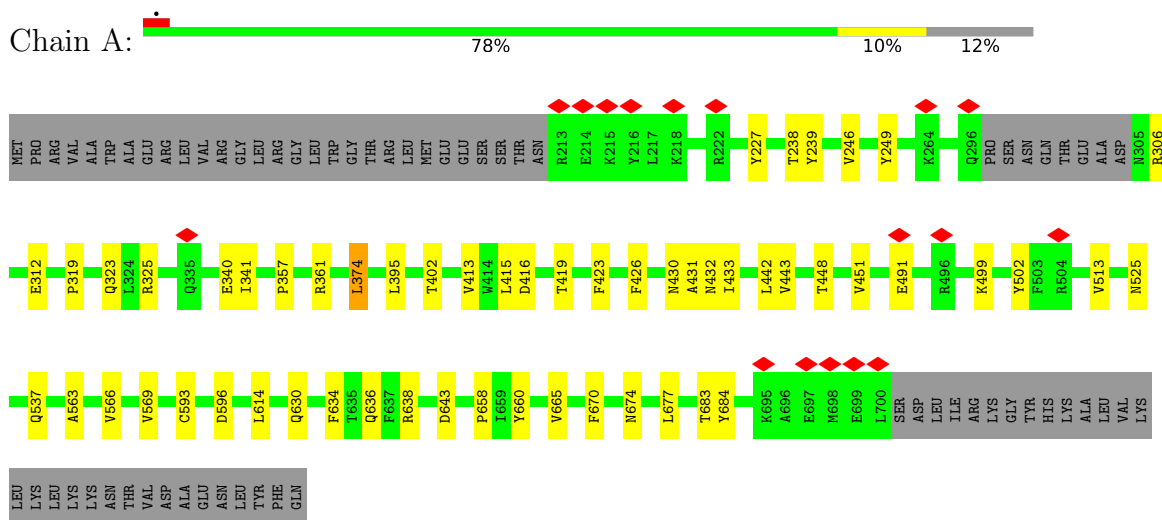 Chain A:
78% 10% 12%
MET PRO ARG VAL ALA TRP ALA GLU ARG LEU VAL ARG GLY LEU ARG GLY LEU TRP GLY THR ARG LEU MET GLU GLU SER SER THR ASN R213 E214 K215 Y216 L217 K218 R222 Y227 T238 Y239 V246 Y249 K264 Q296 PRO SER ASN GLN THR GLU ALA ASP N305 R306
E312 P319 Q323 L324 R325 Q335 E340 I341 P357 R361 L374 L395 T402 V413 W414 L415 D416 T419 F423 F426 N430 A431 N432 I433 L442 V443 T448 V451 E491 R496 K499 Y502 F503 R504 V513 N525
Q537 A563 V566 V569 C593 D596 L614 Q630 F634 T635 Q636 F637 R638 D643 P658 I659 Y660 V665 F670 N674 L677 T683 Y684 K695 A696 E697 M698 E699 L700 SER ASP LEU ILE ARG LYS GLY TYR HIS LYS ALA LEU VAL LYS
LEU LYS LEU LYS LYS ASN THR VAL ASP ALA GLU ASN LEU TYR PHE GLN